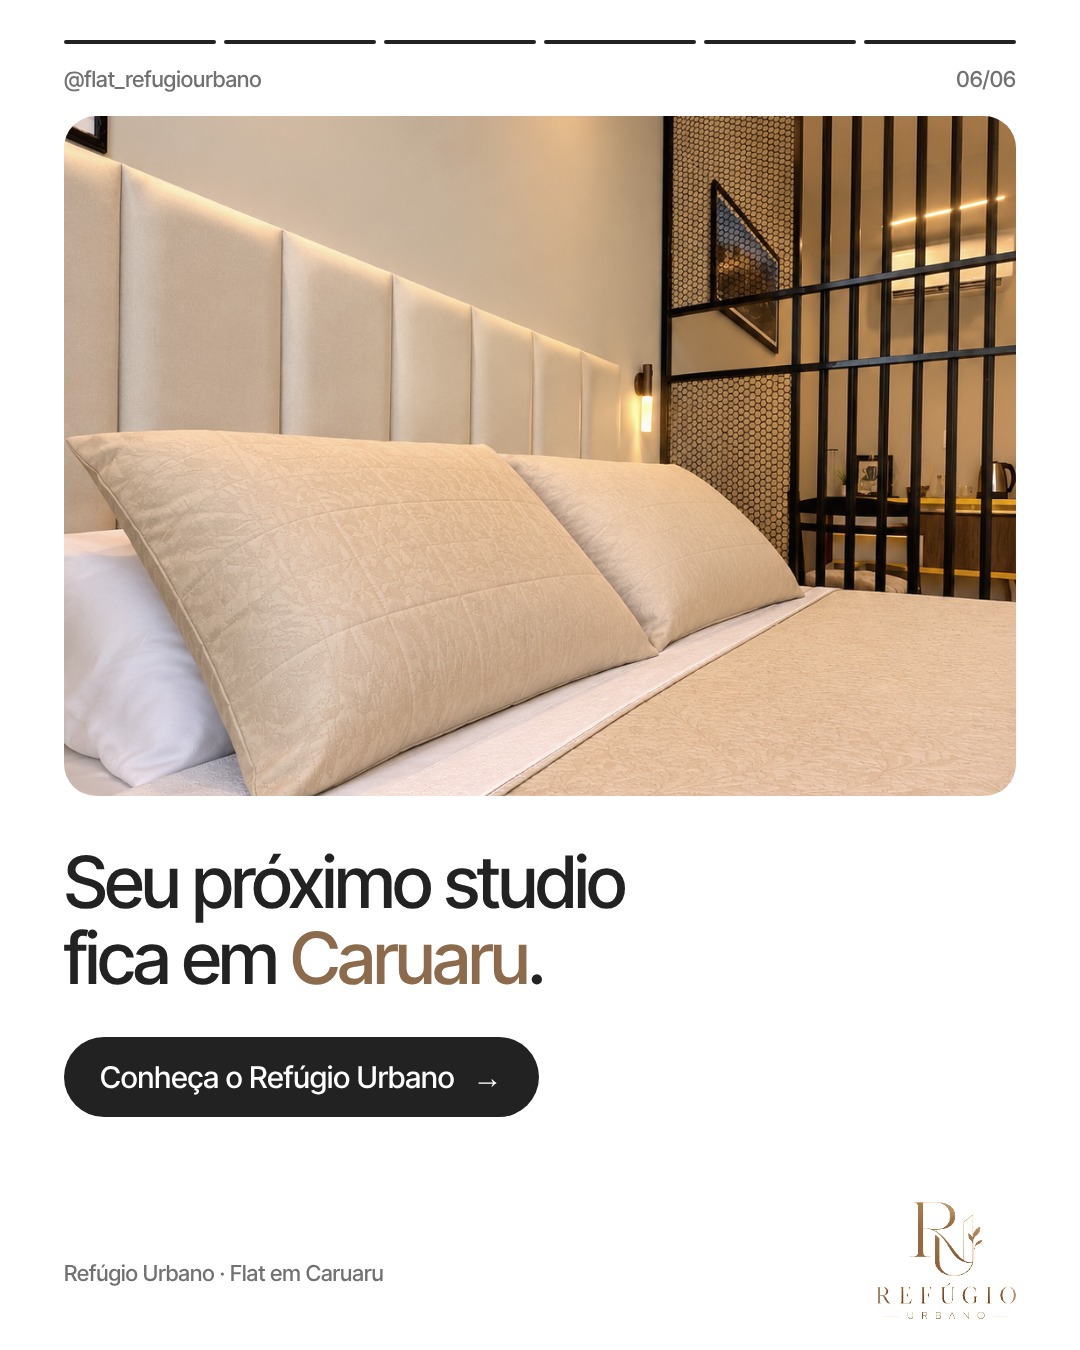 @flat_refugiourbano
06/06
Seu próximo studio
fica em Caruaru.
Conheça o Refúgio Urbano →
Refúgio Urbano · Flat em Caruaru
RU
REFÚGIO
URBANO